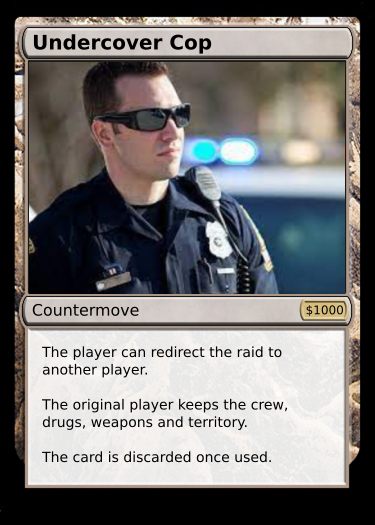 Undercover Cop
Countermove
$1000
The player can redirect the raid to
another player.
The original player keeps the crew,
drugs, weapons and territory.
The card is discarded once used.